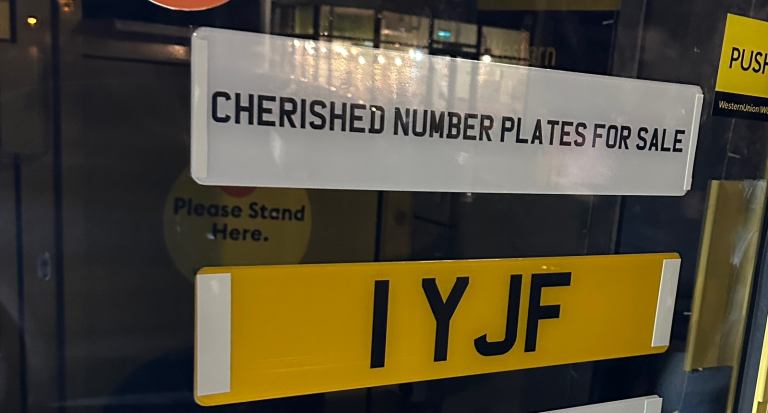 CHERISHED NUMBER PLATES FOR SALE
Please Stand
Here.
1 YJF
PUSH
WesternUnion